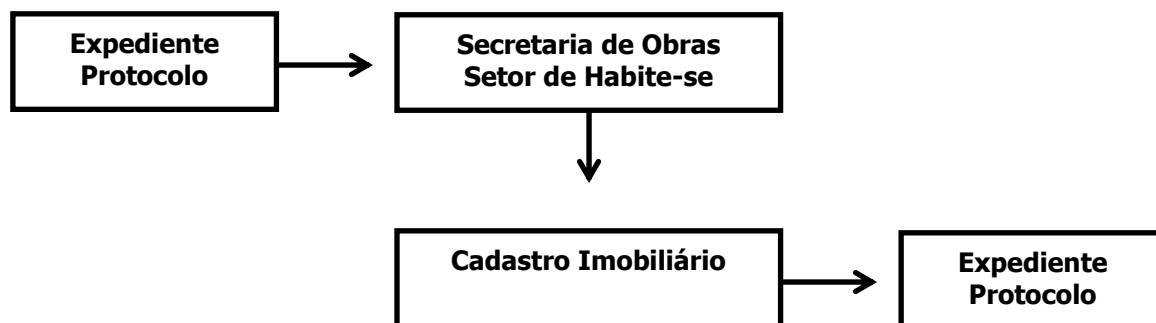 Expediente
Protocolo
Secretaria de Obras
Setor de Habite-se
Cadastro Imobiliário
Expediente
Protocolo